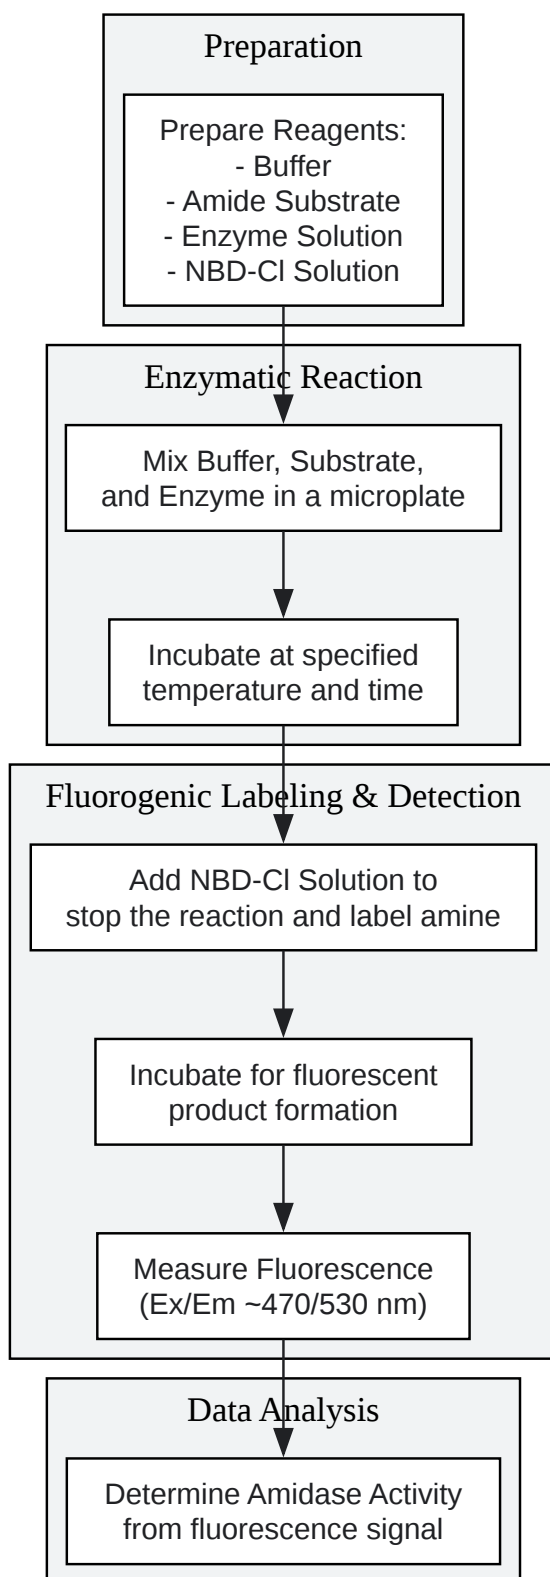 Preparation
Prepare Reagents:
- Buffer
- Amide Substrate
- Enzyme Solution
- NBD-Cl Solution
Enzymatic Reaction
Mix Buffer, Substrate,
and Enzyme in a microplate
Incubate at specified
temperature and time
Fluorogenic Labeling & Detection
Add NBD-Cl Solution to
stop the reaction and label amine
Incubate for fluorescent
product formation
Measure Fluorescence
(Ex/Em ~470/530 nm)
Data Analysis
Determine Amidase Activity
from fluorescence signal